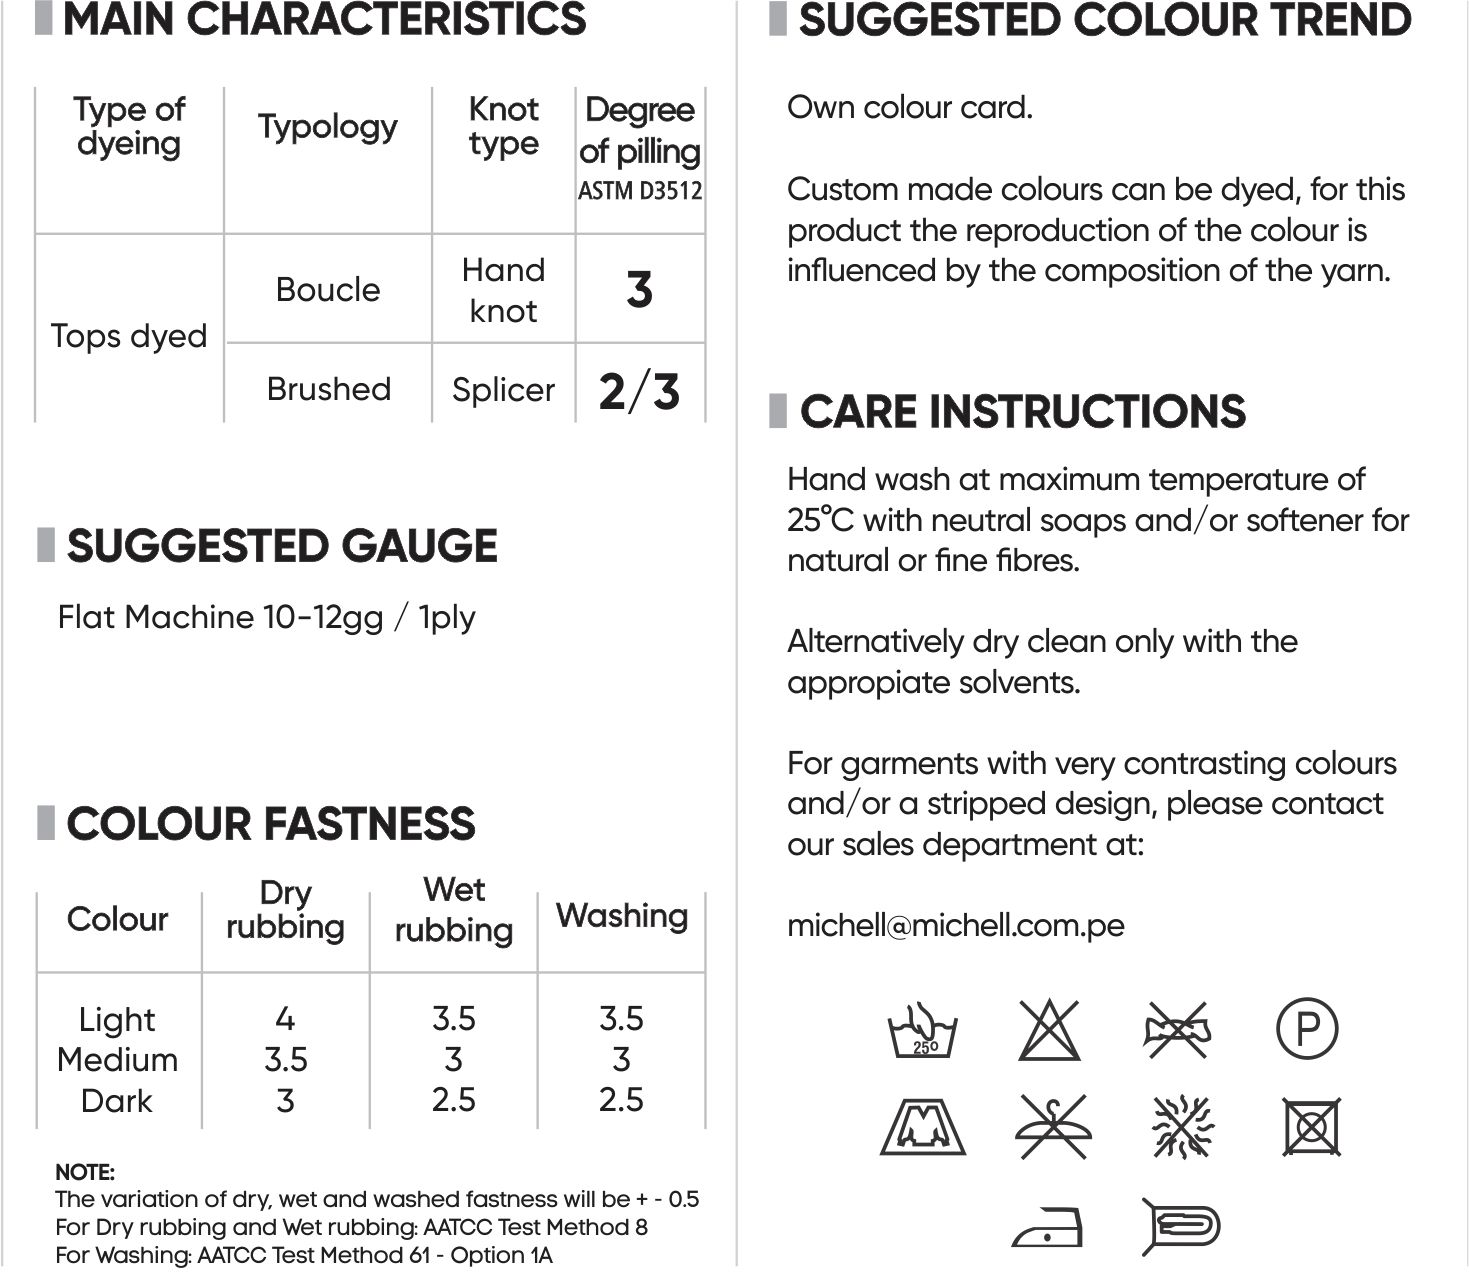 MAIN CHARACTERISTICS
Type of
dyeing
Typology
Knot
type
Degree
of pilling
ASTM D3512
Tops dyed
Boucle
Hand
knot
3
Brushed
Splicer
2/3
SUGGESTED GAUGE
Flat Machine 10-12gg / 1ply
COLOUR FASTNESS
Colour
Dry
rubbing
Wet
rubbing
Washing
Light 4 3.5 3.5
Medium 3.5 3 3
Dark 3 2.5 2.5
NOTE:
The variation of dry, wet and washed fastness will be + - 0.5
For Dry rubbing and Wet rubbing: AATCC Test Method 8
For Washing: AATCC Test Method 61 - Option 1A
SUGGESTED COLOUR TREND
Own colour card.
Custom made colours can be dyed, for this
product the reproduction of the colour is
influenced by the composition of the yarn.
CARE INSTRUCTIONS
Hand wash at maximum temperature of
25°C with neutral soaps and/or softener for
natural or fine fibres.
Alternatively dry clean only with the
appropiate solvents.
For garments with very contrasting colours
and/or a stripped design, please contact
our sales department at:
michell@michell.com.pe
25º
P